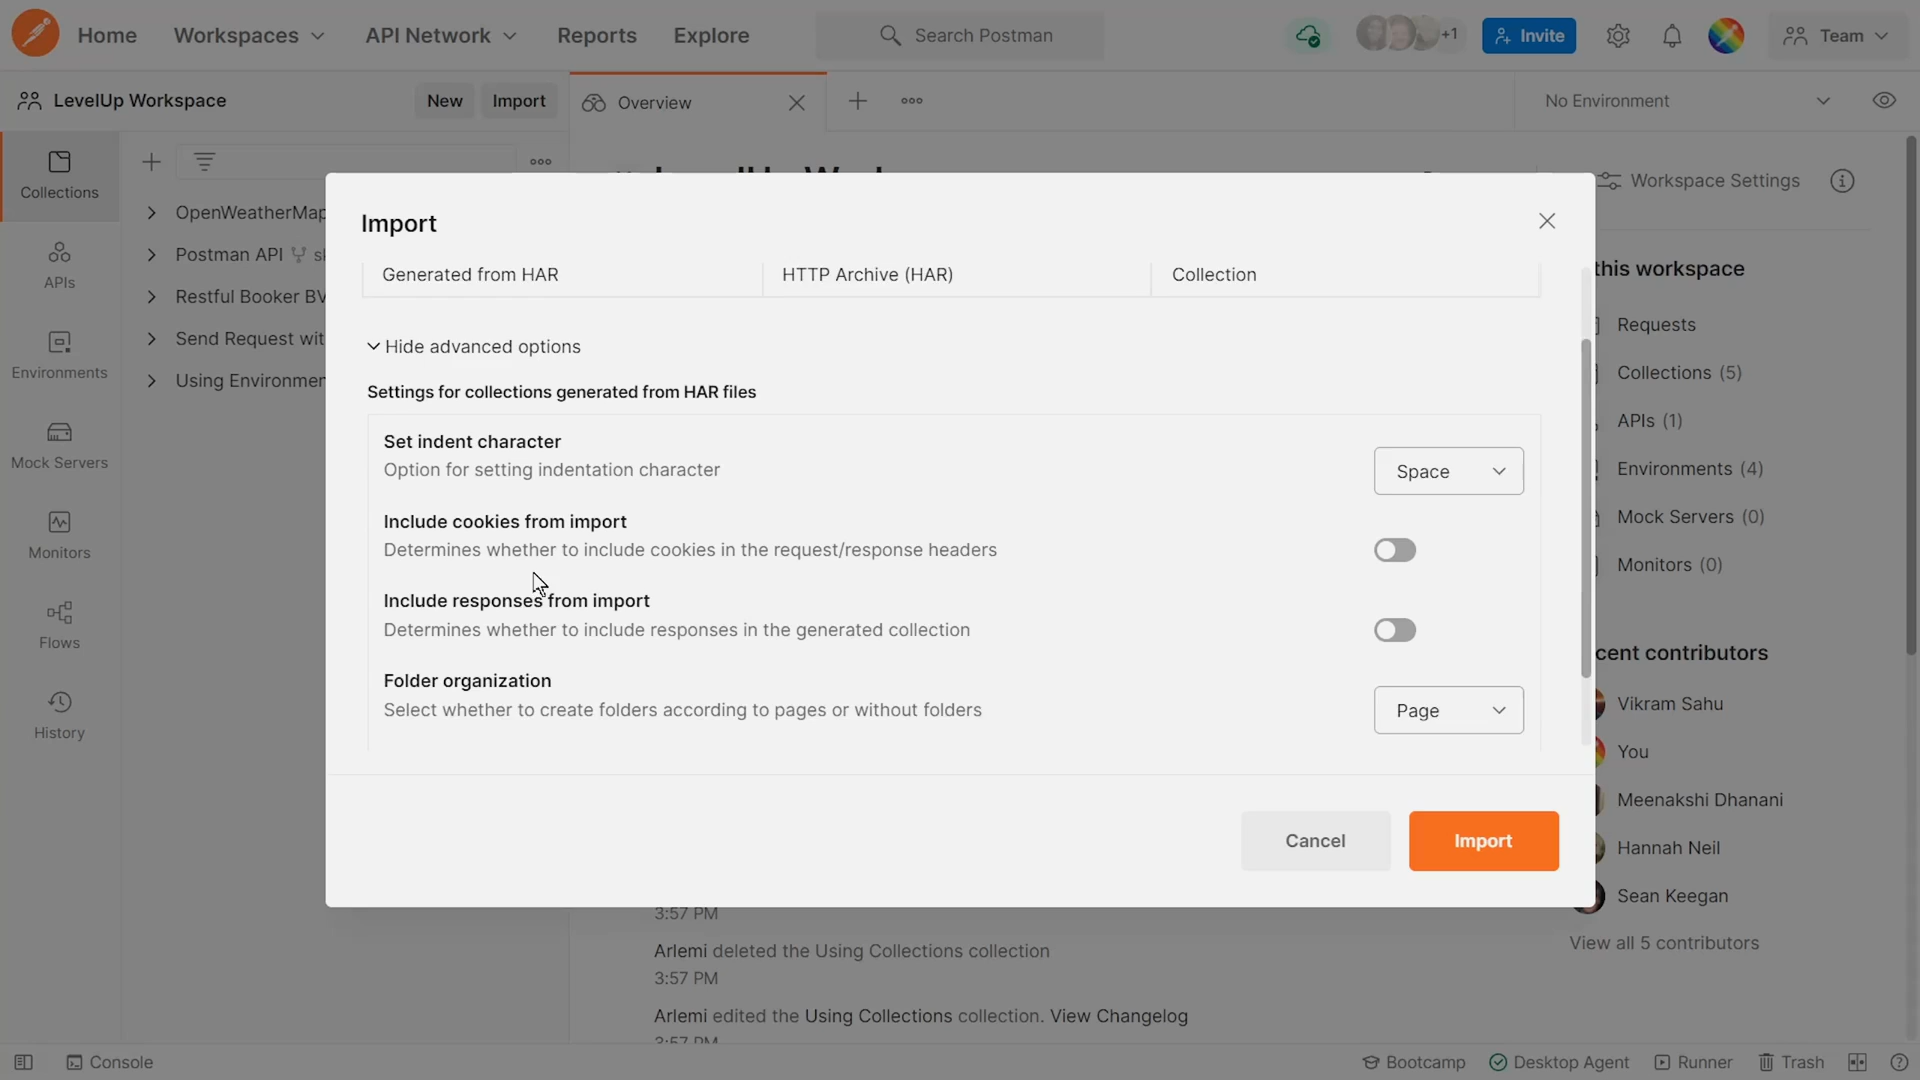 Home
Workspaces
API Network
Reports
Explore
Search Postman
+1
Invite
Team
LevelUp Workspace
New
Import
Overview
No Environment
Collections
APIs
Environments
Mock Servers
Monitors
Flows
History
OpenWeatherMap
Postman API
Restful Booker
Send Request
Using
Workspace Settings
this workspace
Requests
Collections (5)
APIs (1)
Environments (4)
Mock Servers (0)
Monitors (0)
Vikram Sahu
You
Meenakshi Dhanani
Hannah Neil
Sean Keegan
View all 5 contributors
contributors
Import
Generated from HAR
HTTP Archive (HAR)
Collection
Hide advanced options
Settings for collections generated from HAR files
Set indent character
Option for setting indentation character
Space
Include cookies from import
Determines whether to include cookies in the request/response headers
Include responses from import
Determines whether to include responses in the generated collection
Folder organization
Select whether to create folders according to pages or without folders
Page
Cancel
Import
3:57 PM
Arlemi deleted the Using Collections collection
3:57 PM
Arlemi edited the Using Collections collection. View Changelog
3:57 PM
Console
Bootcamp
Desktop Agent
Runner
Trash